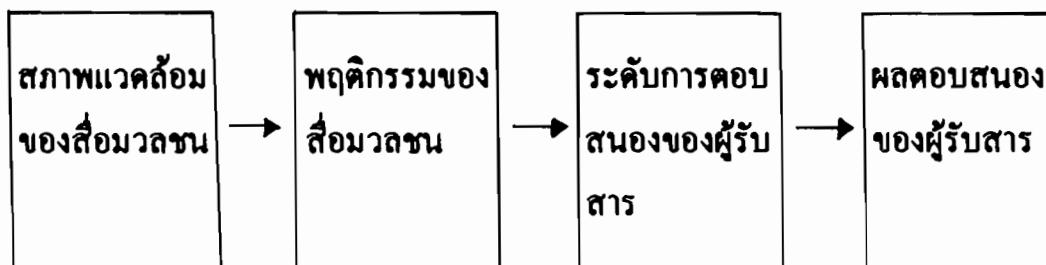 สภาพแวดล้อม
ของสื่อมวลชน
พฤติกรรมของ
สื่อมวลชน
ระดับการตอบ
สนองของผู้รับ
สาร
ผลตอบสนอง
ของผู้รับสาร